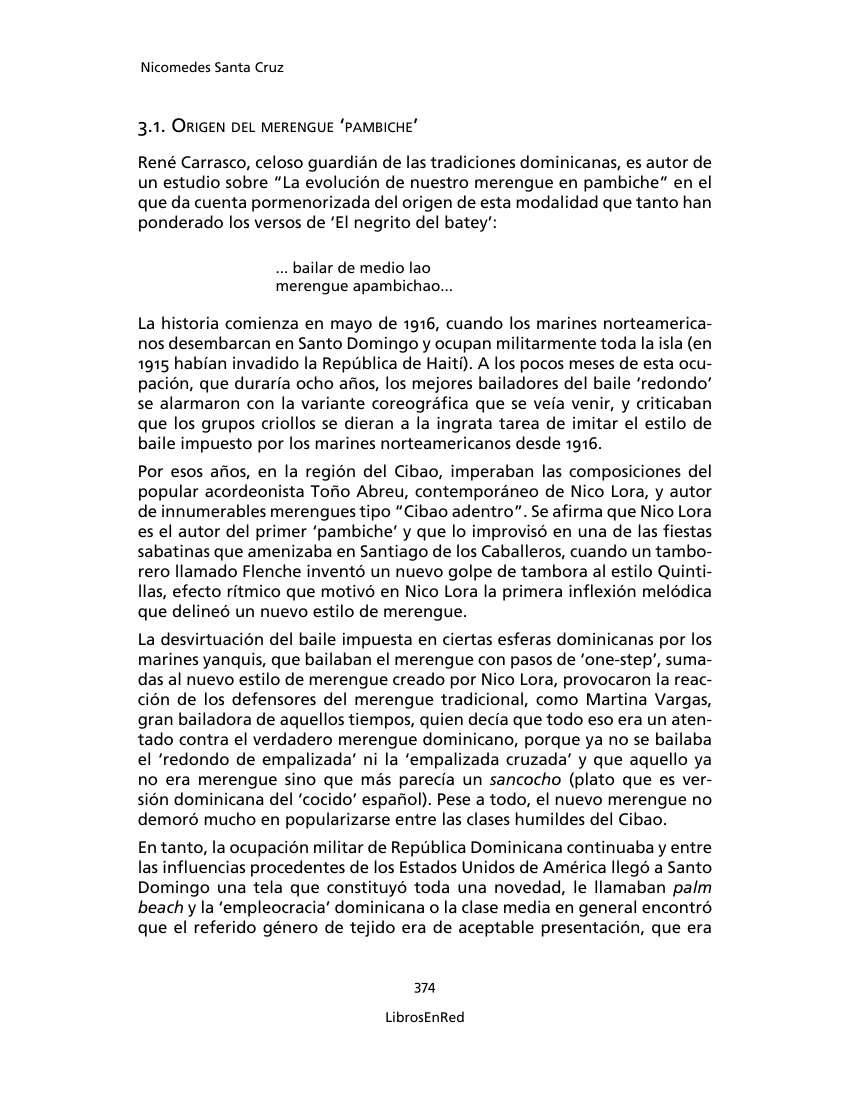 Nicomedes Santa Cruz
3.1. Origen del merengue ‘pambiche’
René Carrasco, celoso guardián de las tradiciones dominicanas, es autor de
un estudio sobre “La evolución de nuestro merengue en pambiche” en el
que da cuenta pormenorizada del origen de esta modalidad que tanto han
ponderado los versos de ‘El negrito del batey’:
... bailar de medio lao
merengue apambichao...
La historia comienza en mayo de 1916, cuando los marines norteamerica-
nos desembarcan en Santo Domingo y ocupan militarmente toda la isla (en
1915 habían invadido la República de Haití). A los pocos meses de esta ocu-
pación, que duraría ocho años, los mejores bailadores del baile ‘redondo’
se alarmaron con la variante coreográfica que se veía venir, y criticaban
que los grupos criollos se dieran a la ingrata tarea de imitar el estilo de
baile impuesto por los marines norteamericanos desde 1916.
Por esos años, en la región del Cibao, imperaban las composiciones del
popular acordeonista Toño Abreu, contemporáneo de Nico Lora, y autor
de innumerables merengues tipo “Cibao adentro”. Se afirma que Nico Lora
es el autor del primer ‘pambiche’ y que lo improvisó en una de las fiestas
sabatinas que amenizaba en Santiago de los Caballeros, cuando un tambo-
rero llamado Flenche inventó un nuevo golpe de tambora al estilo Quinti-
llas, efecto rítmico que motivó en Nico Lora la primera inflexión melódica
que delineó un nuevo estilo de merengue.
La desvirtuación del baile impuesta en ciertas esferas dominicanas por los
marines yanquis, que bailaban el merengue con pasos de ‘one-step’, suma-
das al nuevo estilo de merengue creado por Nico Lora, provocaron la reac-
ción de los defensores del merengue tradicional, como Martina Vargas,
gran bailadora de aquellos tiempos, quien decía que todo eso era un aten-
tado contra el verdadero merengue dominicano, porque ya no se bailaba
el ‘redondo de empalizada’ ni la ‘empalizada cruzada’ y que aquello ya
no era merengue sino que más parecía un sancocho (plato que es ver-
sión dominicana del ‘cocido’ español). Pese a todo, el nuevo merengue no
demoró mucho en popularizarse entre las clases humildes del Cibao.
En tanto, la ocupación militar de República Dominicana continuaba y entre
las influencias procedentes de los Estados Unidos de América llegó a Santo
Domingo una tela que constituyó toda una novedad, le llamaban palm
beach y la ‘empleocracia’ dominicana o la clase media en general encontró
que el referido género de tejido era de aceptable presentación, que era
374
LibrosEnRed